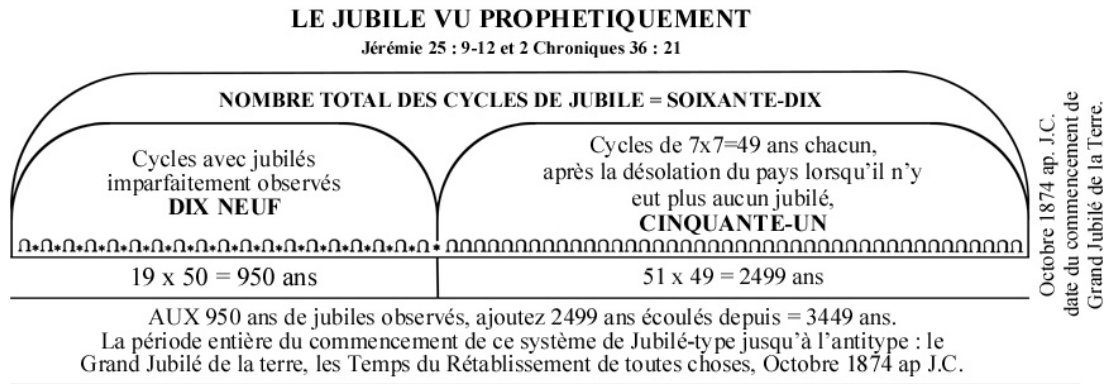 LE JUBILE VU PROPHETIQUEMENT
Jérémie 25 : 9-12 et 2 Chroniques 36 : 21
NOMBRE TOTAL DES CYCLES DE JUBILE = SOIXANTE-DIX
Cycles avec jubilés
imparfaitement observés
DIX NEUF
Cycles de 7x7=49 ans chacun,
après la désolation du pays lorsqu'il n'y
eut plus aucun jubilé,
CINQUANTE-UN
19 x 50 = 950 ans
51 x 49 = 2499 ans
AUX 950 ans de jubiles observés, ajoutez 2499 ans écoulés depuis = 3449 ans.
La période entière du commencement de ce système de Jubilé-type jusqu'à l'antitype : le
Grand Jubilé de la terre, les Temps du Rétablissement de toutes choses, Octobre 1874 ap J.C.
Octobre 1874 ap. J.C.
date du commencement de
Grand Jubilé de la Terre.